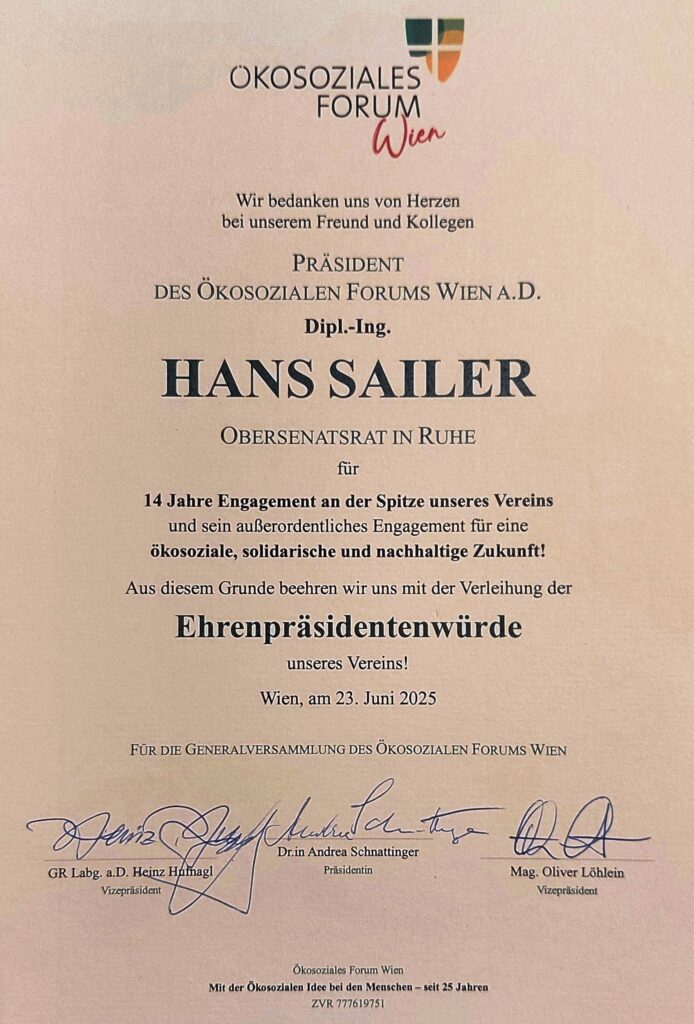 ÖKOSOZIALES
FORUM
Wien
Wir bedanken uns von Herzen
bei unserem Freund und Kollegen
PRÄSIDENT
DES ÖKOSOZIALEN FORUMS WIEN A.D.
Dipl.-Ing.
HANS SAILER
OBERSENATSRAT IN RUHE
für
14 Jahre Engagement an der Spitze unseres Vereins
und sein außerordentliches Engagement für eine
ökosoziale, solidarische und nachhaltige Zukunft!
Aus diesem Grunde beehren wir uns mit der Verleihung der
Ehrenpräsidentenwürde
unseres Vereins!
Wien, am 23. Juni 2025
FÜR DIE GENERALVERSAMMLUNG DES ÖKOSOZIALEN FORUMS WIEN
GR Labg. a.D. Heinz Hufnagl
Vizepräsident
Dr.in Andrea Schnattinger
Präsidentin
Mag. Oliver Löhlein
Vizepräsident
Ökosoziales Forum Wien
Mit der Ökosozialen Idee bei den Menschen – seit 25 Jahren
ZVR 777619751